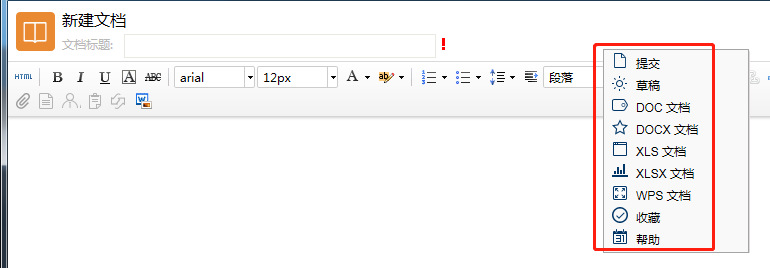 新建文档
文档标题: !
HTML B I U A ABC arial 12px A ab 段落
提交
草稿
DOC 文档
DOCX 文档
XLS 文档
XLSX 文档
WPS 文档
收藏
帮助